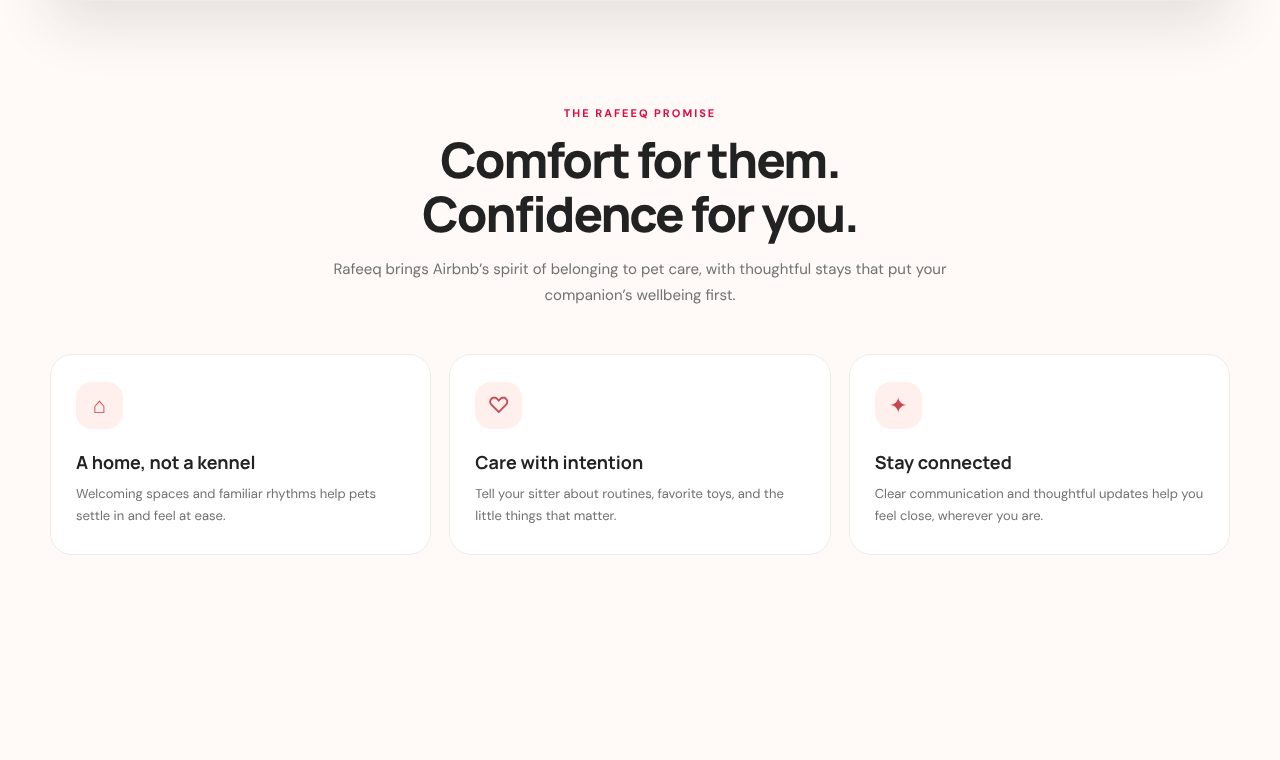 THE RAFEEQ PROMISE
Comfort for them.
Confidence for you.
Rafeeq brings Airbnb’s spirit of belonging to pet care, with thoughtful stays that put your
companion’s wellbeing first.
A home, not a kennel
Welcoming spaces and familiar rhythms help pets
settle in and feel at ease.
Care with intention
Tell your sitter about routines, favorite toys, and the
little things that matter.
Stay connected
Clear communication and thoughtful updates help you
feel close, wherever you are.